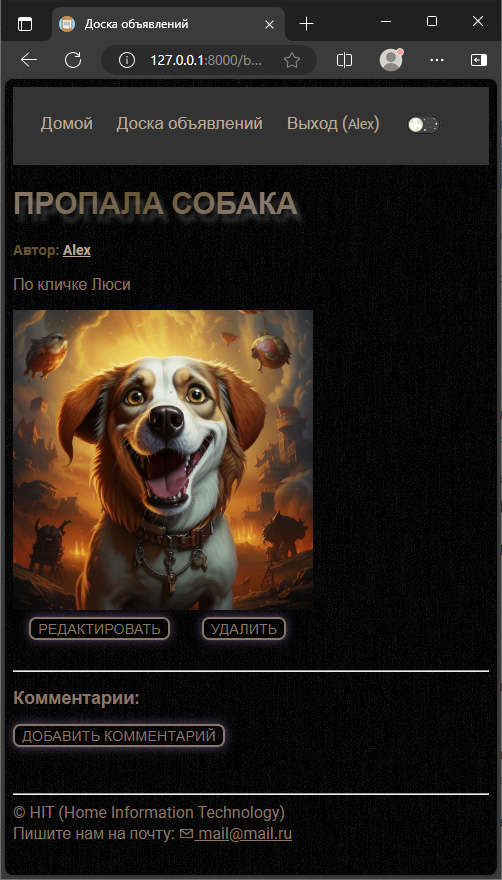 Доска объявлений
127.0.0.1:8000/b...
Домой Доска объявлений Выход (Alex)
ПРОПАЛА СОБАКА
Автор: Alex
По кличке Люси
РЕДАКТИРОВАТЬ УДАЛИТЬ
Комментарии:
ДОБАВИТЬ КОММЕНТАРИЙ
© HIT (Home Information Technology)
Пишите нам на почту: mail@mail.ru